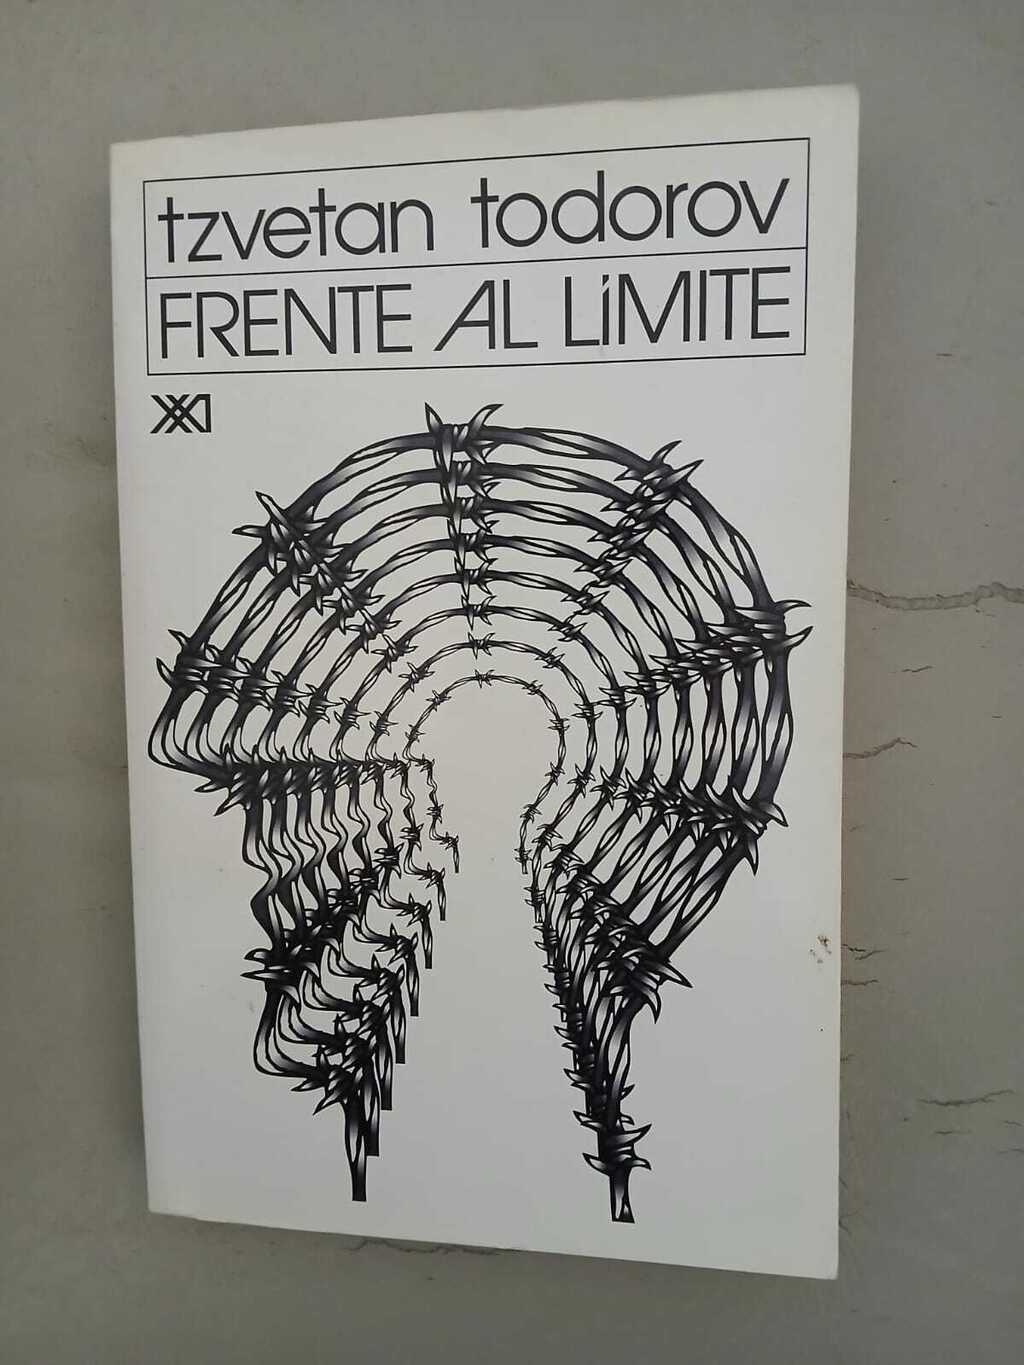 tzvetan todorov
FRENTE AL LÍMITE
XXI